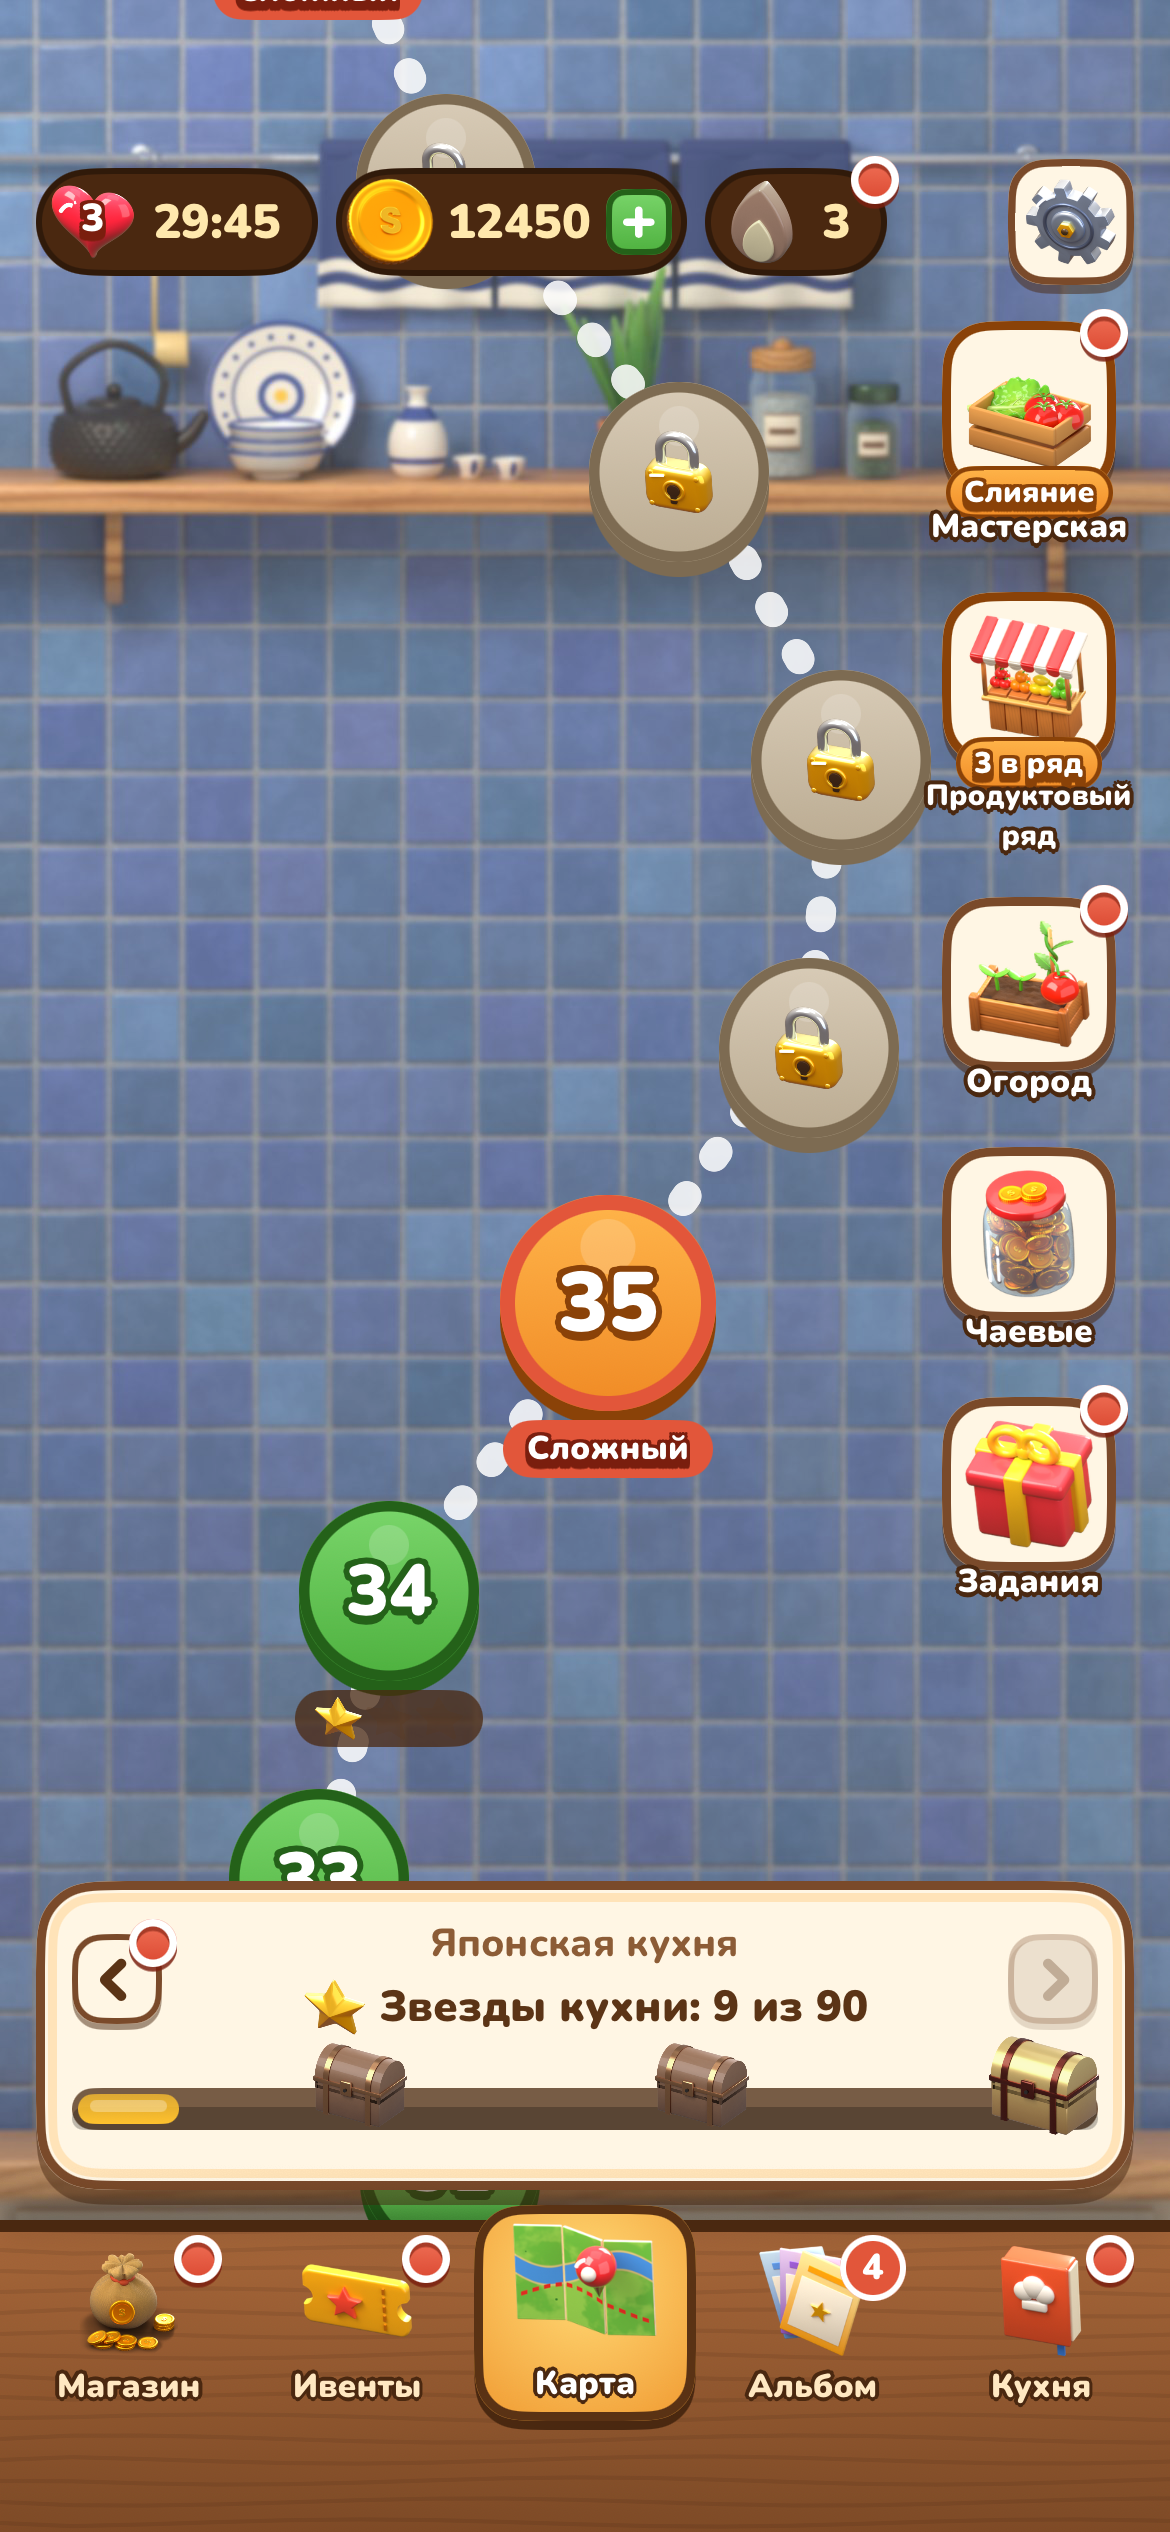 3
29:45
12450
3
Слияние
Мастерская
3 в ряд
Продуктовый
ряд
Огород
Чаевые
35
Сложный
34
Задания
33
Японская кухня
Звезды кухни: 9 из 90
4
Магазин
Ивенты
Карта
Альбом
Кухня